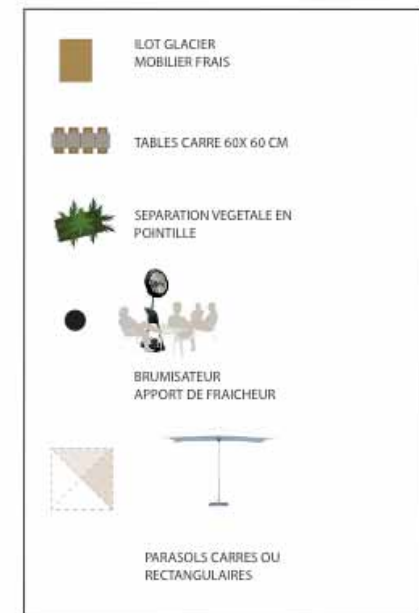 ILOT GLACIER
MOBILIER FRAIS
TABLES CARRE 60X 60 CM
SEPARATION VEGETALE EN
POINTILLE
BRUMISATEUR
APPORT DE FRAICHEUR
PARASOLS CARRES OU
RECTANGULAIRES